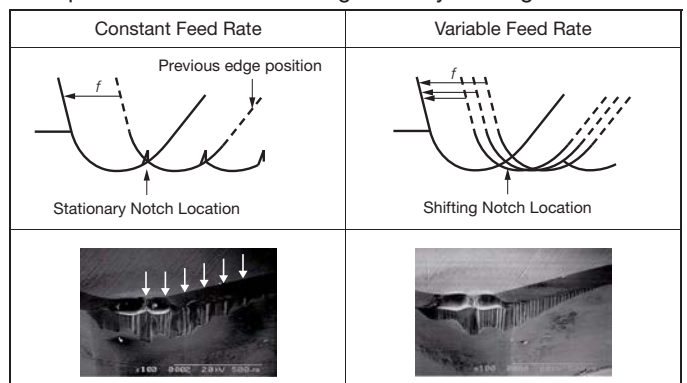 Constant Feed Rate
Variable Feed Rate
Previous edge position
f
f
Stationary Notch Location
Shifting Notch Location